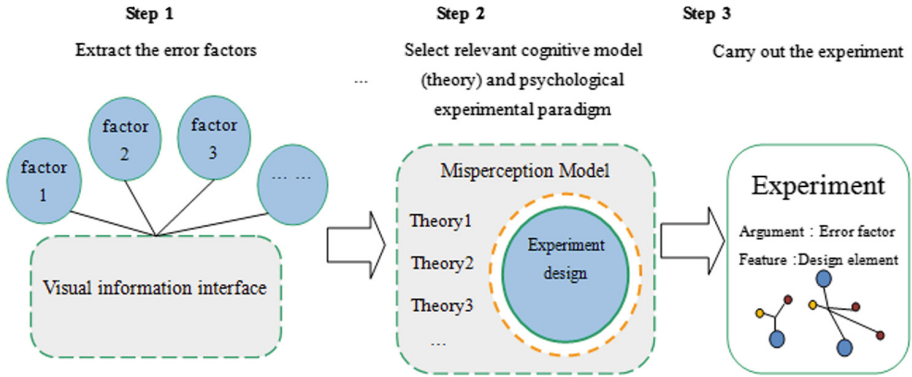 Step 1
Extract the error factors
factor
1
factor
2
factor
3
... ...
Visual information interface
Step 2
Select relevant cognitive model
... (theory) and psychological
experimental paradigm
Misperception Model
Theory1
Theory2
Theory3
...
Experiment
design
Step 3
Carry out the experiment
Experiment
Argument : Error factor
Feature :Design element